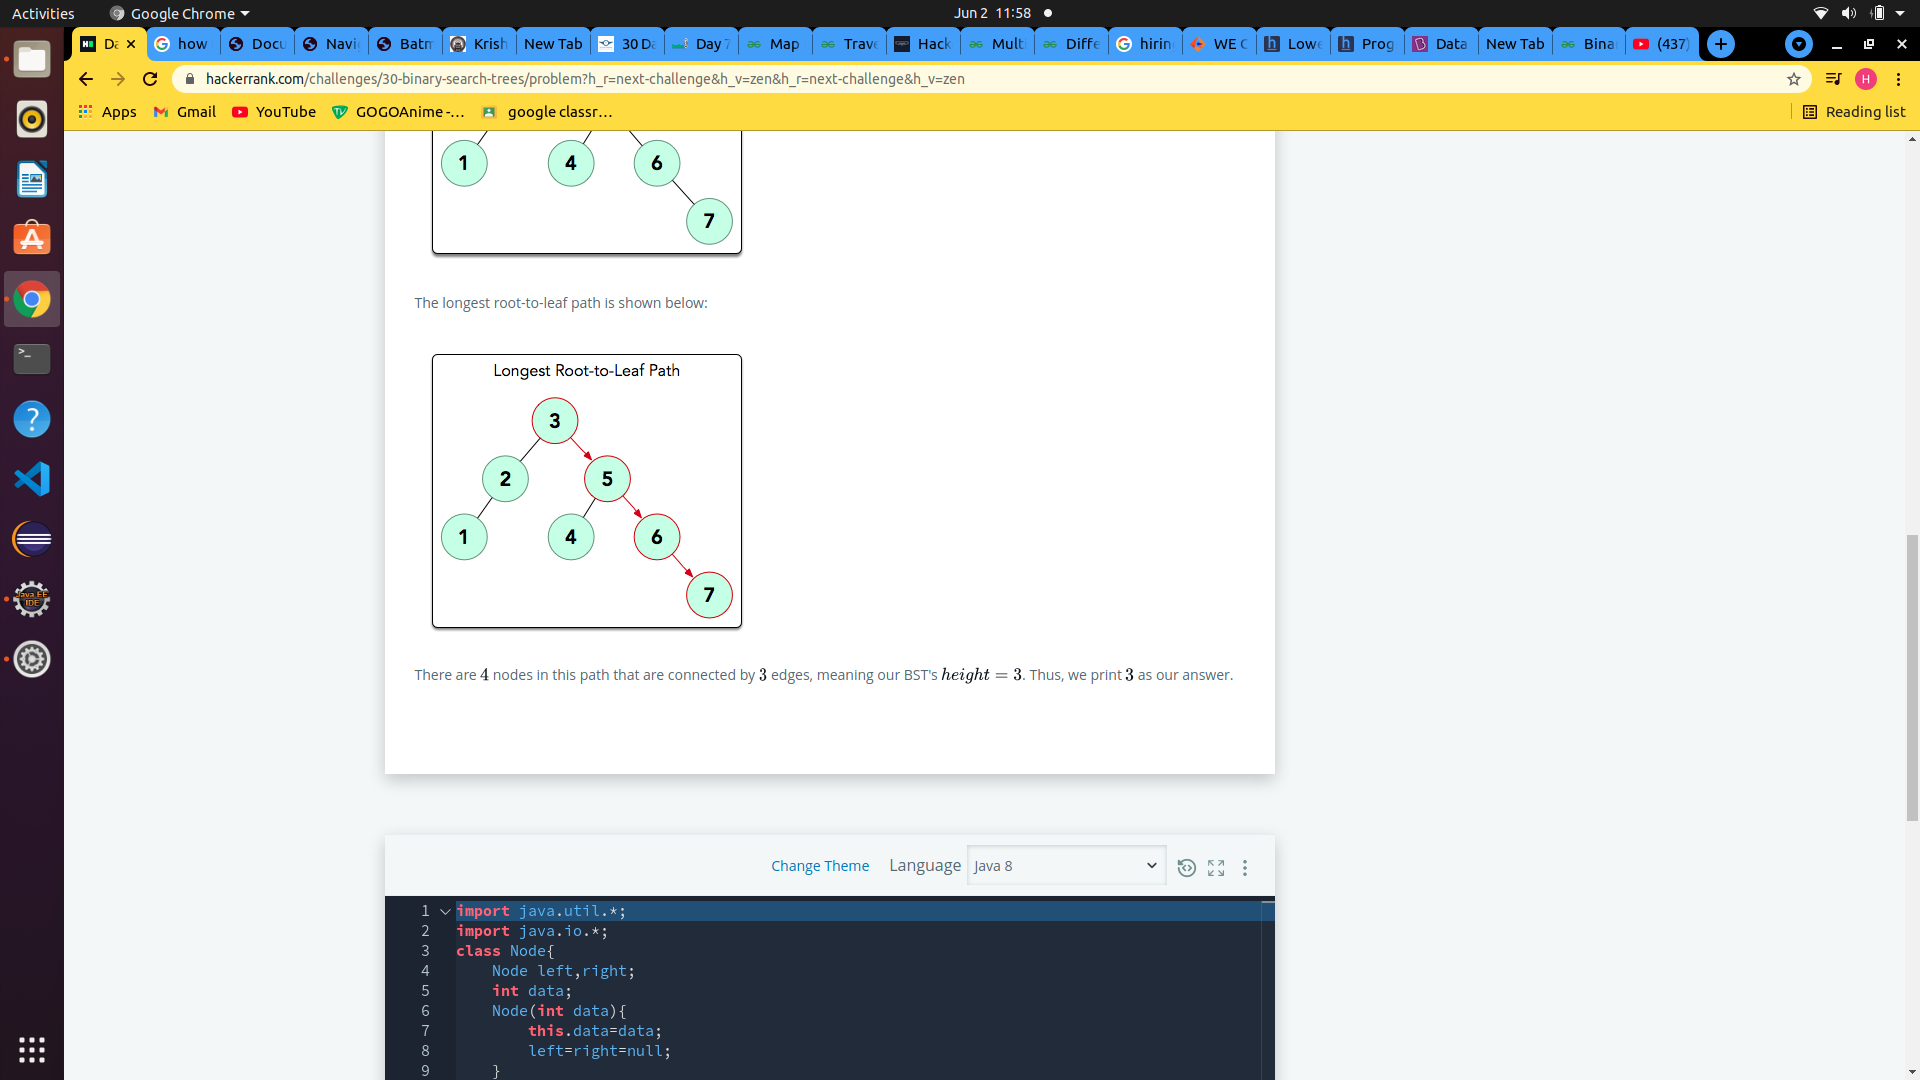 Activities Google Chrome Jun 2 11:58
Da how Docu Navi Batm Krish New Tab 30 Da Day 7 Map Trave Hack Multi Diffe hirin WE C Lowe Prog Data New Tab Bina (437)
hackerrank.com/challenges/30-binary-search-trees/problem?h_r=next-challenge&h_v=zen&h_r=next-challenge&h_v=zen H
Apps Gmail YouTube GOGOAnime -... google classr... Reading list
1 4 6
7
The longest root-to-leaf path is shown below:
Longest Root-to-Leaf Path
3
2 5
1 4 6
7
There are 4 nodes in this path that are connected by 3 edges, meaning our BST's height = 3. Thus, we print 3 as our answer.
Change Theme Language Java 8
1 import java.util.*;
2 import java.io.*;
3 class Node{
4 Node left,right;
5 int data;
6 Node(int data){
7 this.data=data;
8 left=right=null;
9 }